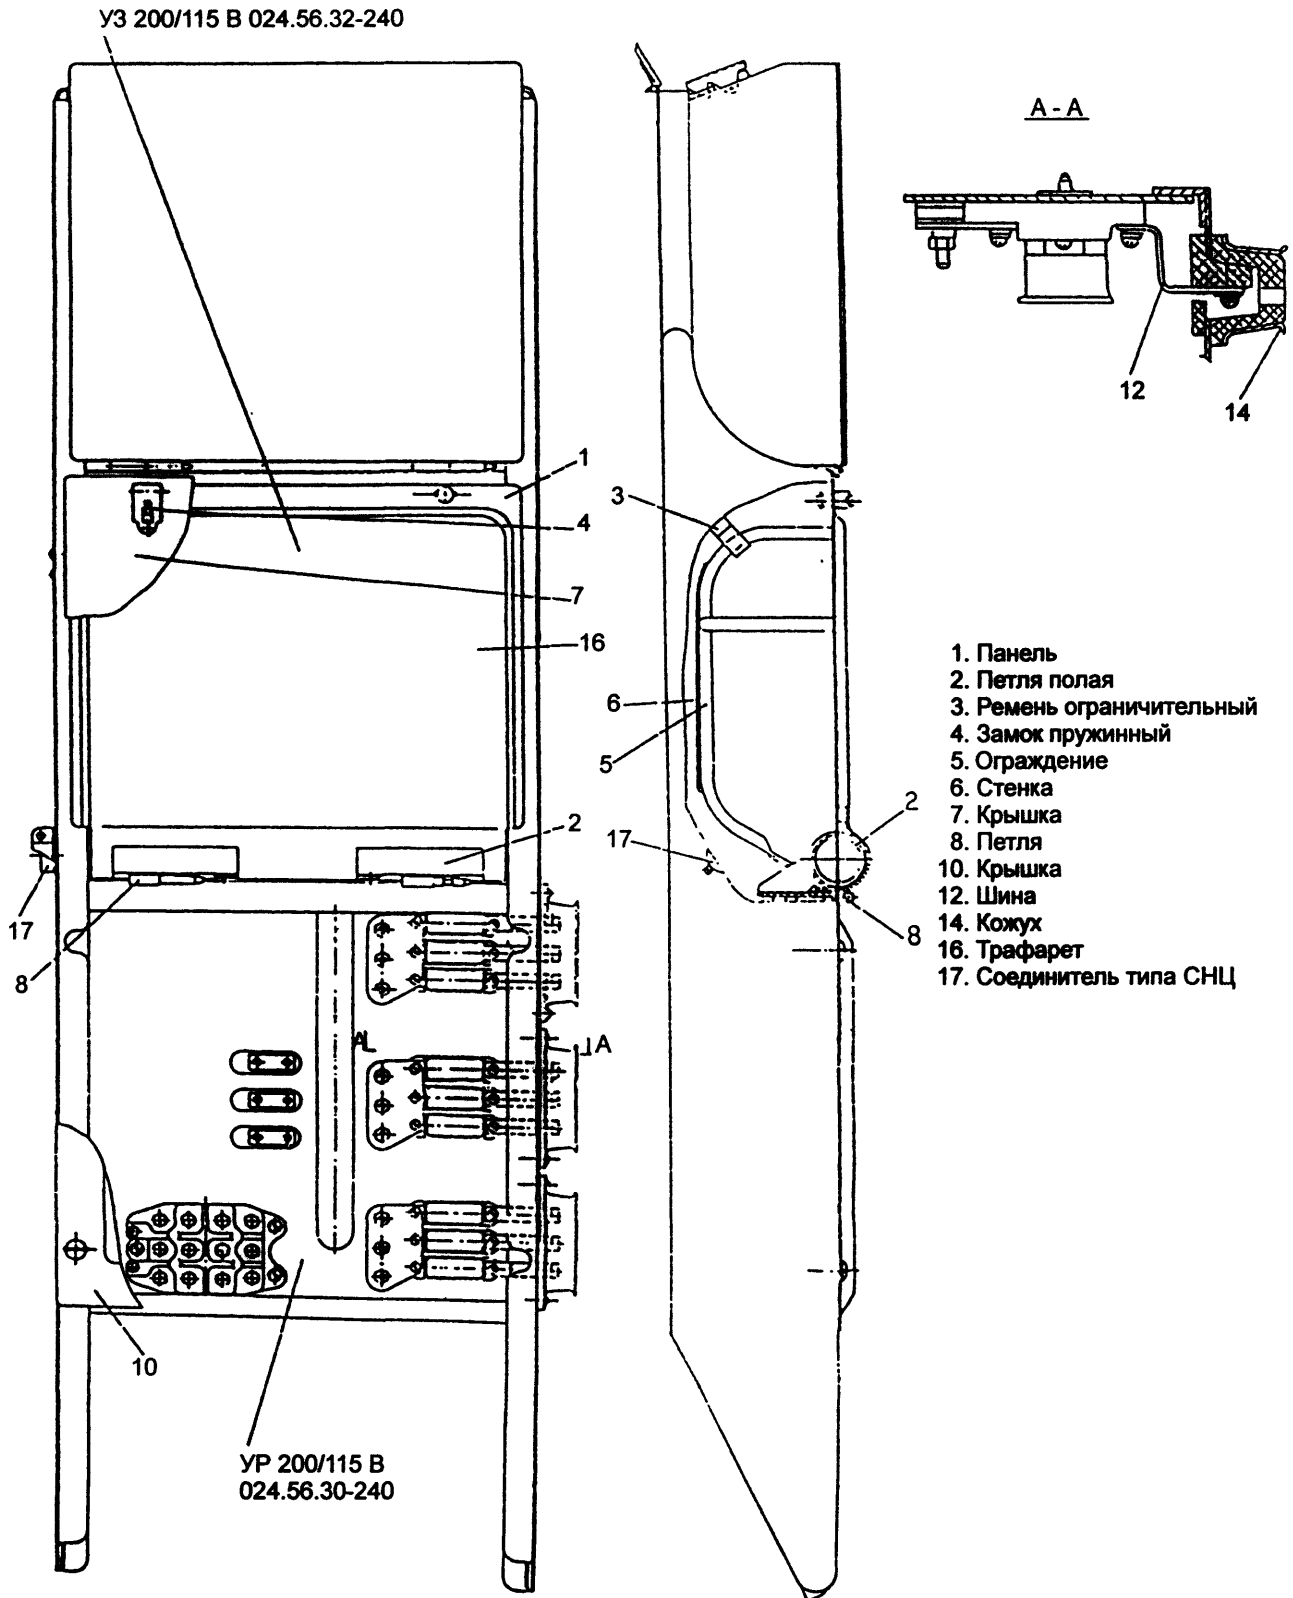 УЗ 200/115 В 024.56.32-240
А - А
12
14
1
4
7
16
2
17
8
3
6
5
17
2
8
АL
⅃А
10
УР 200/115 В
024.56.30-240
1. Панель
2. Петля полая
3. Ремень ограничительный
4. Замок пружинный
5. Ограждение
6. Стенка
7. Крышка
8. Петля
10. Крышка
12. Шина
14. Кожух
16. Трафарет
17. Соединитель типа СНЦ